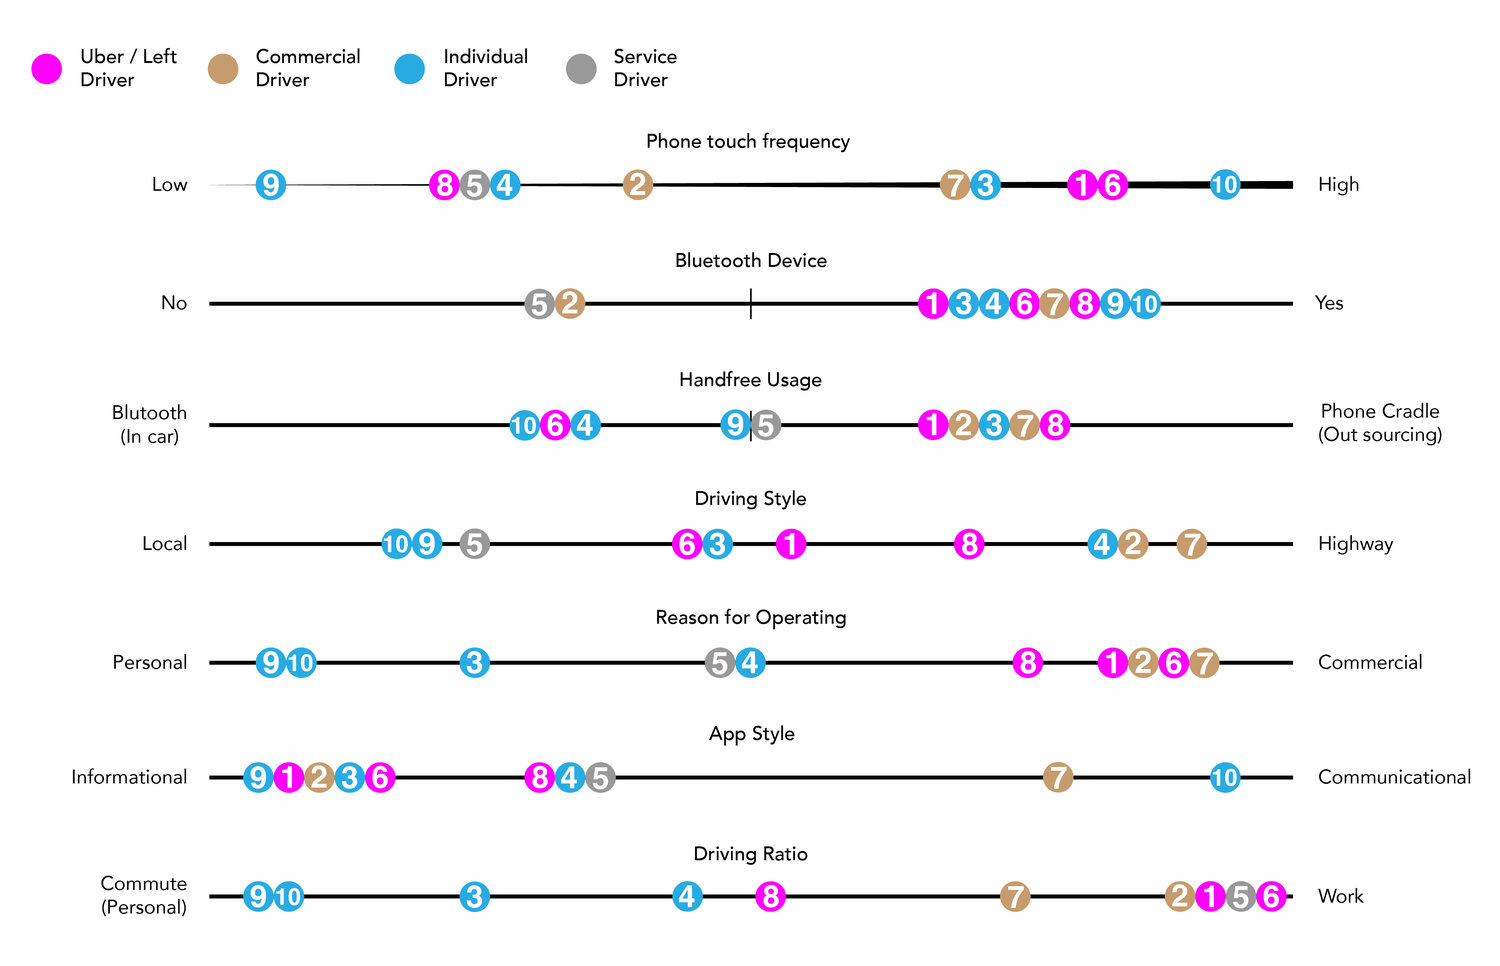 Uber / Left
Driver
Commercial
Driver
Individual
Driver
Service
Driver
Phone touch frequency
Low 9 8 5 4 2 7 3 1 6 10 High
Bluetooth Device
No 5 2 1 3 4 6 7 8 9 10 Yes
Handfree Usage
Blutooth
(In car)
10 6 4 9 5 1 2 3 7 8
Phone Cradle
(Out sourcing)
Driving Style
Local 10 9 5 6 3 1 8 4 2 7 Highway
Reason for Operating
Personal 9 10 3 5 4 8 1 2 6 7 Commercial
App Style
Informational 9 1 2 3 6 8 4 5 7 10 Communicational
Driving Ratio
Commute
(Personal)
9 10 3 4 8 7 2 1 5 6 Work